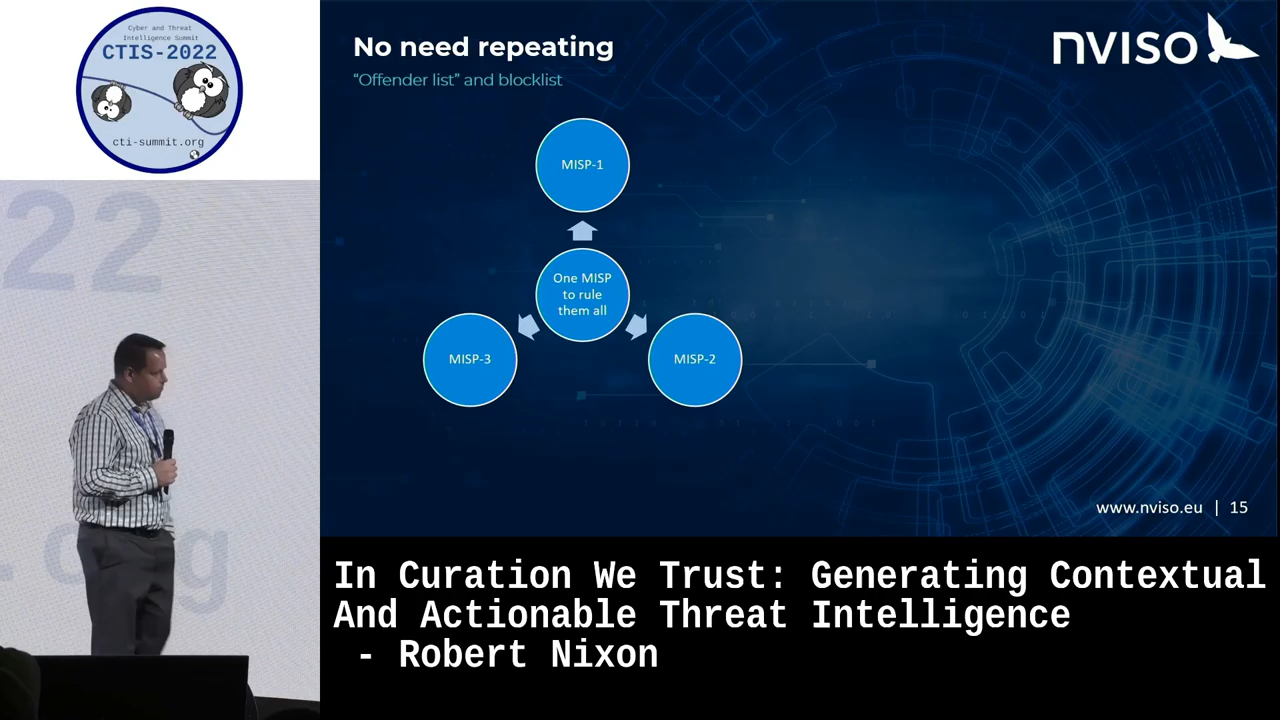 Cyber and Threat
Intelligence Summit
CTIS-2022
cti-summit.org
22
.org
No need repeating
“Offender list” and blocklist
nviso
MISP-1
One MISP
to rule
them all
MISP-3
MISP-2
www.nviso.eu | 15
In Curation We Trust: Generating Contextual
And Actionable Threat Intelligence
- Robert Nixon